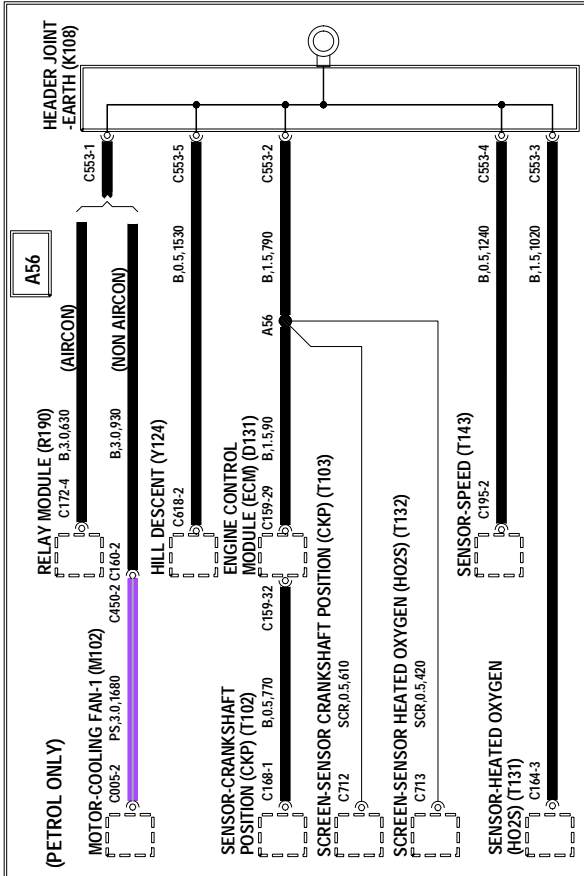 (PETROL ONLY)
A56
HEADER JOINT
-EARTH (K108)
C553-1
(AIRCON)
B,3.0,630
C172-4
RELAY MODULE (R190)
(NON AIRCON)
B,3.0,930
C450-2 C160-2
PS,3.0,1680
C005-2
MOTOR-COOLING FAN-1 (M102)
C553-5
B,0.5,1530
C618-2
HILL DESCENT (Y124)
C553-2
B,1.5,790
A56
B,1.5,90
C159-29
ENGINE CONTROL
MODULE (ECM) (D131)
C159-32
B,0.5,770
C168-1
SENSOR-CRANKSHAFT
POSITION (CKP) (T102)
SCREEN-SENSOR CRANKSHAFT POSITION (CKP) (T103)
C712
SCR,0.5,610
SCREEN-SENSOR HEATED OXYGEN (HO2S) (T132)
C713
SCR,0.5,420
C553-4
B,0.5,1240
C195-2
SENSOR-SPEED (T143)
C553-3
B,1.5,1020
C164-3
SENSOR-HEATED OXYGEN
(HO2S) (T131)